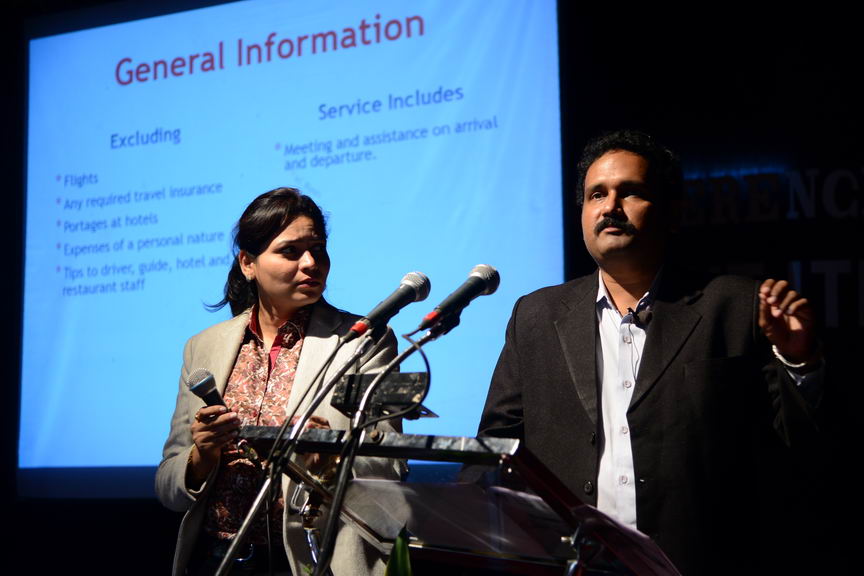 General Information
Excluding
* Flights
* Any required travel insurance
* Portages at hotels
* Expenses of a personal nature
* Tips to driver, guide, hotel and
restaurant staff
Service Includes
* Meeting and assistance on arrival
and departure.